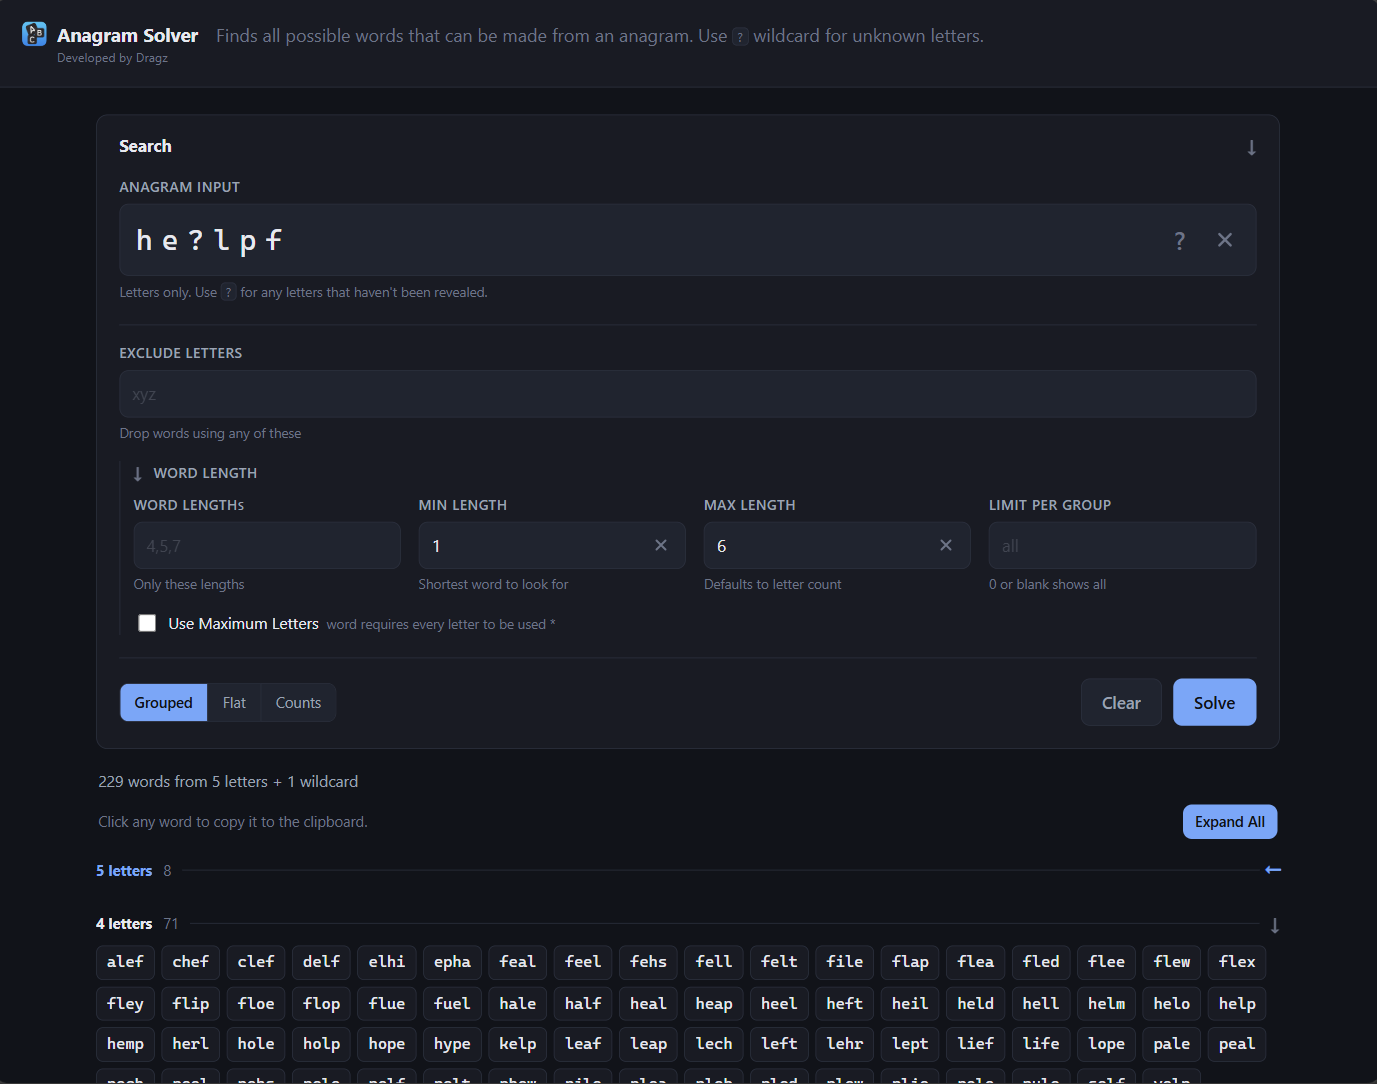 Anagram Solver Finds all possible words that can be made from an anagram. Use ? wildcard for unknown letters.
Developed by Dragz
Search ↓
ANAGRAM INPUT
he?lpf ? ✕
Letters only. Use ? for any letters that haven't been revealed.
EXCLUDE LETTERS
xyz
Drop words using any of these
↓ WORD LENGTH
WORD LENGTHs MIN LENGTH MAX LENGTH LIMIT PER GROUP
4,5,7 1 ✕ 6 ✕ all
Only these lengths Shortest word to look for Defaults to letter count 0 or blank shows all
Use Maximum Letters word requires every letter to be used *
Grouped Flat Counts Clear Solve
229 words from 5 letters + 1 wildcard
Click any word to copy it to the clipboard. Expand All
5 letters 8 ←
4 letters 71 ↓
alef chef clef delf elhi epha feal feel fehs fell felt file flap flea fled flee flew flex
fley flip floe flop flue fuel hale half heal heap heel heft heil held hell helm helo help
hemp herl hole holp hope hype kelp leaf leap lech left lehr lept lief life lope pale peal